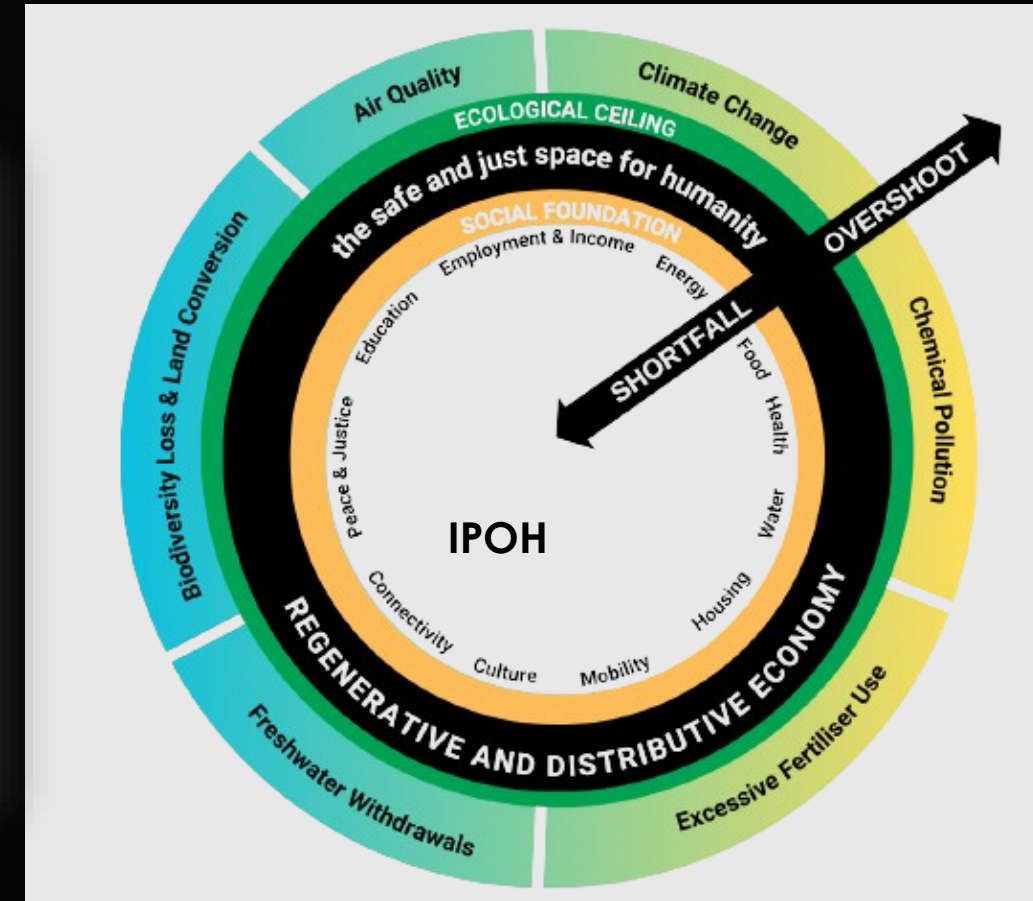 Air Quality
Climate Change
ECOLOGICAL CEILING
the safe and just space for humanity
OVERSHOOT
SOCIAL FOUNDATION
Employment & Income
Energy
Education
SHORTFALL
Food
Health
Chemical Pollution
Biodiversity Loss & Land Conversion
Peace & Justice
Water
IPOH
Housing
Connectivity
Culture
Mobility
REGENERATIVE AND DISTRIBUTIVE ECONOMY
Freshwater Withdrawals
Excessive Fertiliser Use